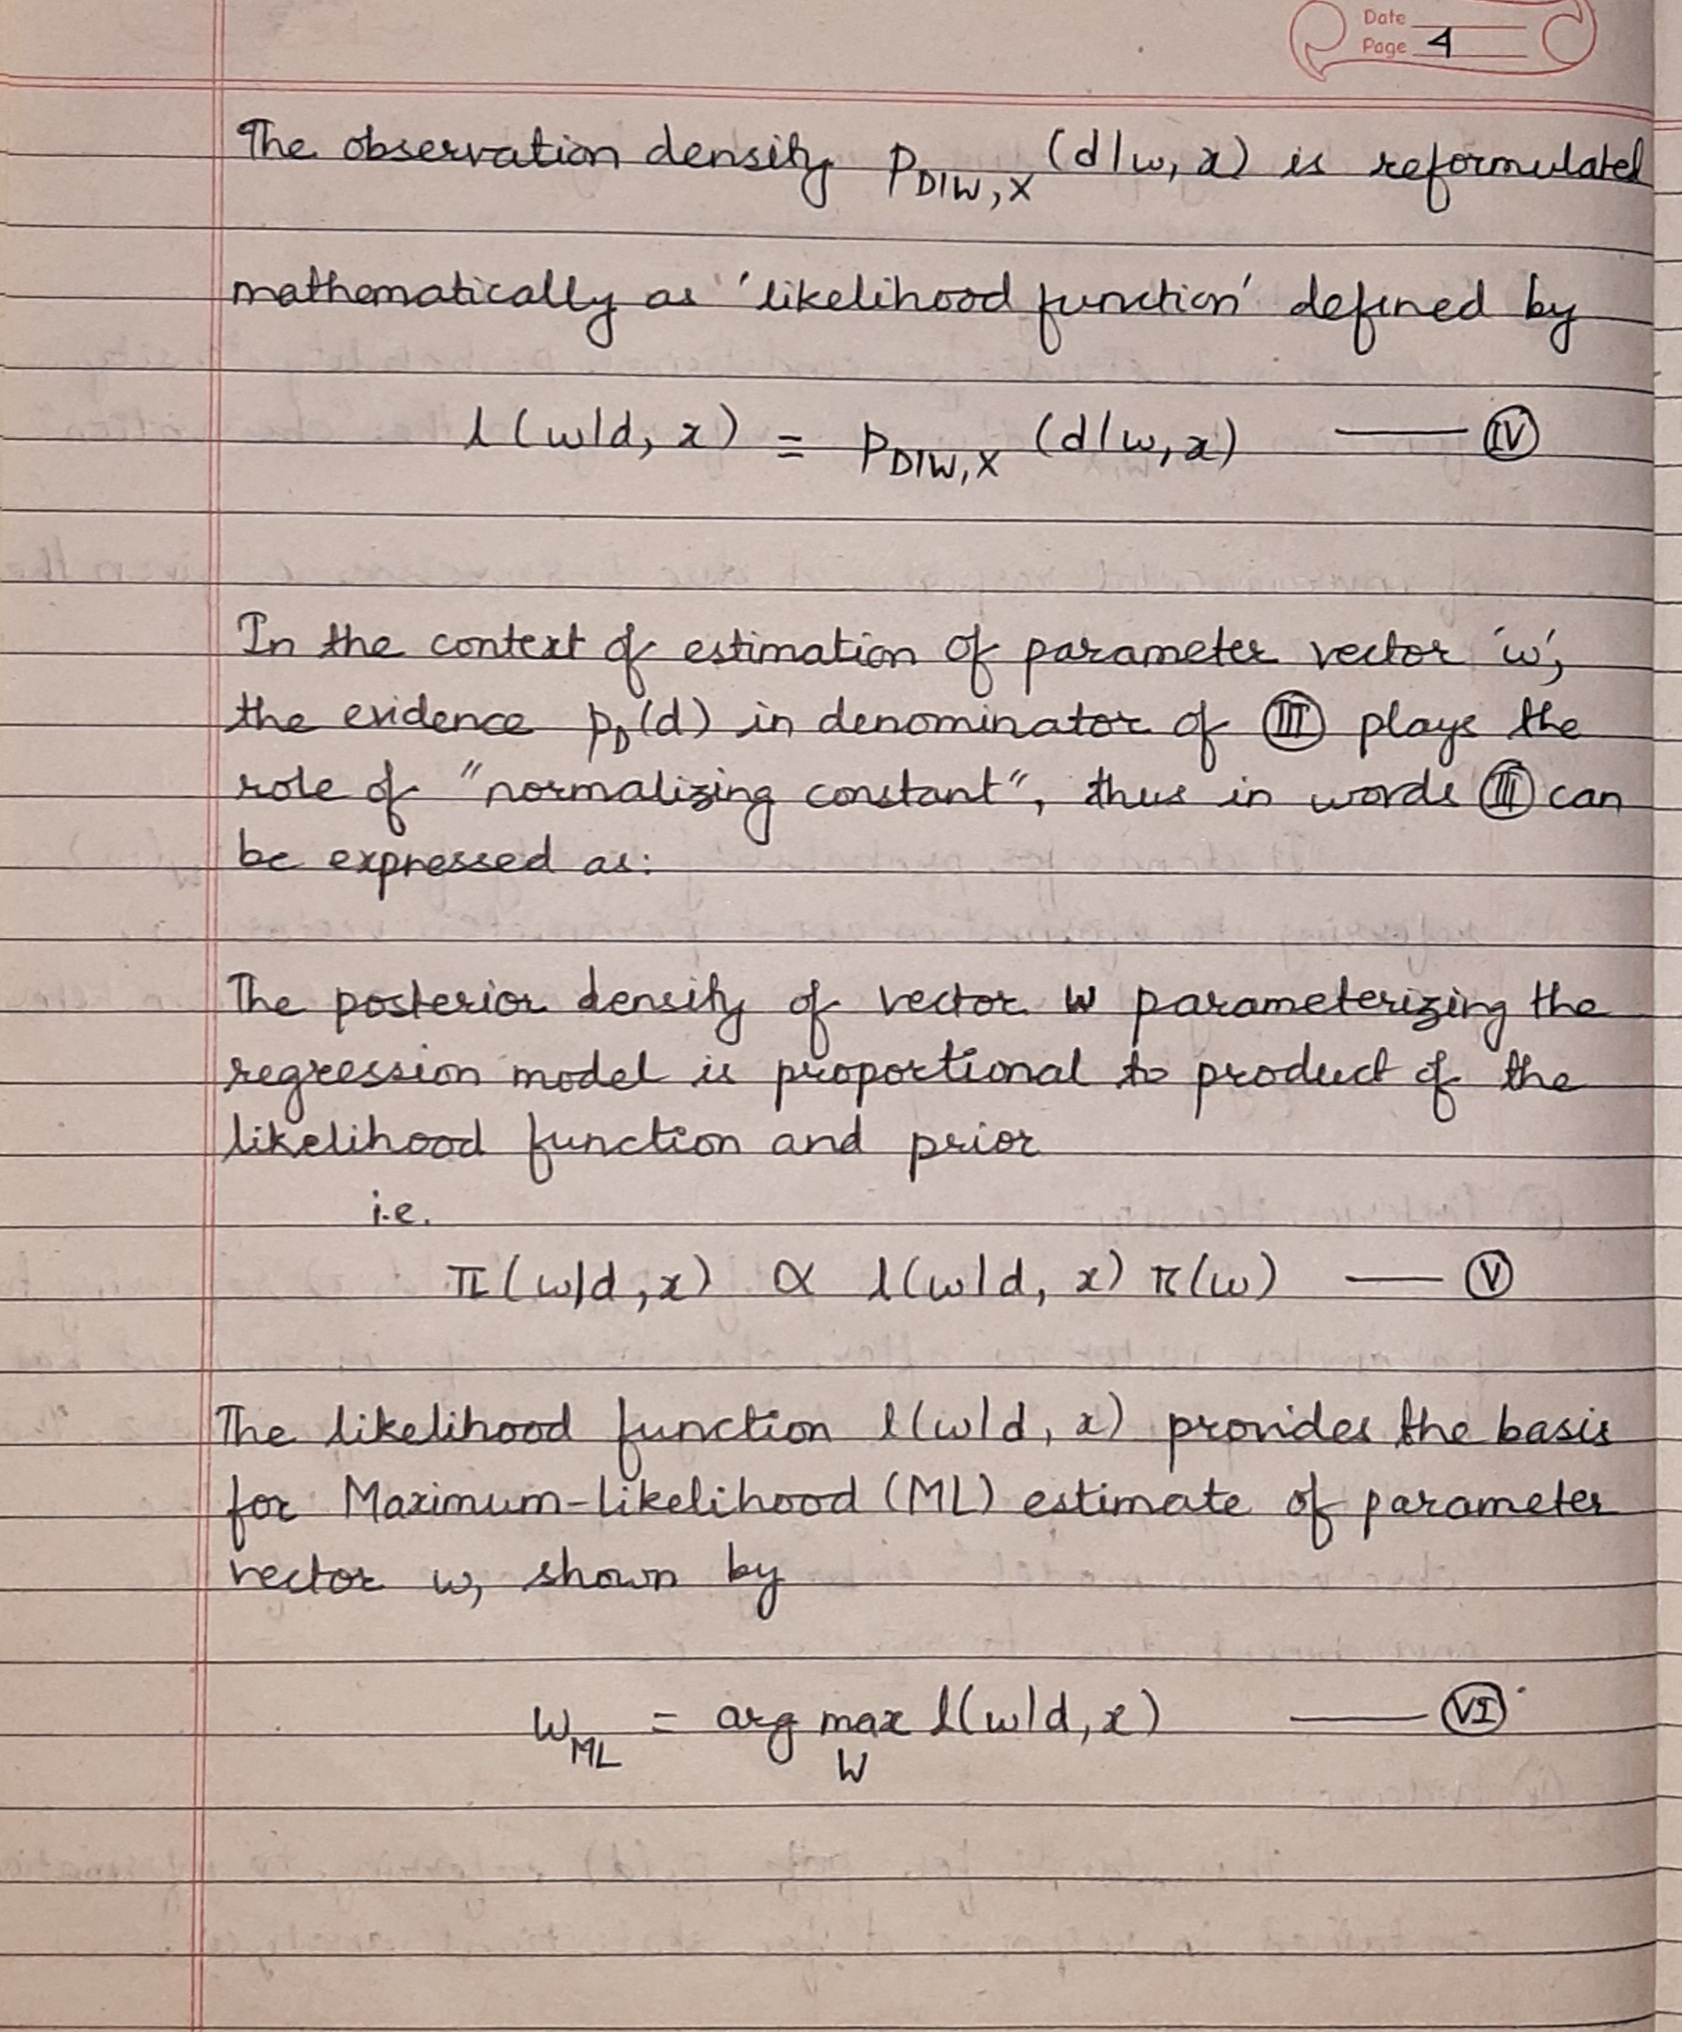 Date
Page 4
The observation density p_{D|W,X} (d|w, x) is reformulated
mathematically as 'likelihood function' defined by
l(w|d, x) = p_{D|W,X} (d|w, x) —— IV
In the context of estimation of parameter vector 'w',
the evidence p_D(d) in denominator of III plays the
role of "normalizing constant", thus in words III can
be expressed as:
The posterior density of vector W parameterizing the
regression model is proportional to product of the
likelihood function and prior
i.e.
π(w|d, x) ∝ l(w|d, x) π(w) —— V
The likelihood function l(w|d, x) provides the basis
for Maximum-likelihood (ML) estimate of parameter
vector w, shown by
W_{ML} = arg max l(w|d, x) —— VI
W